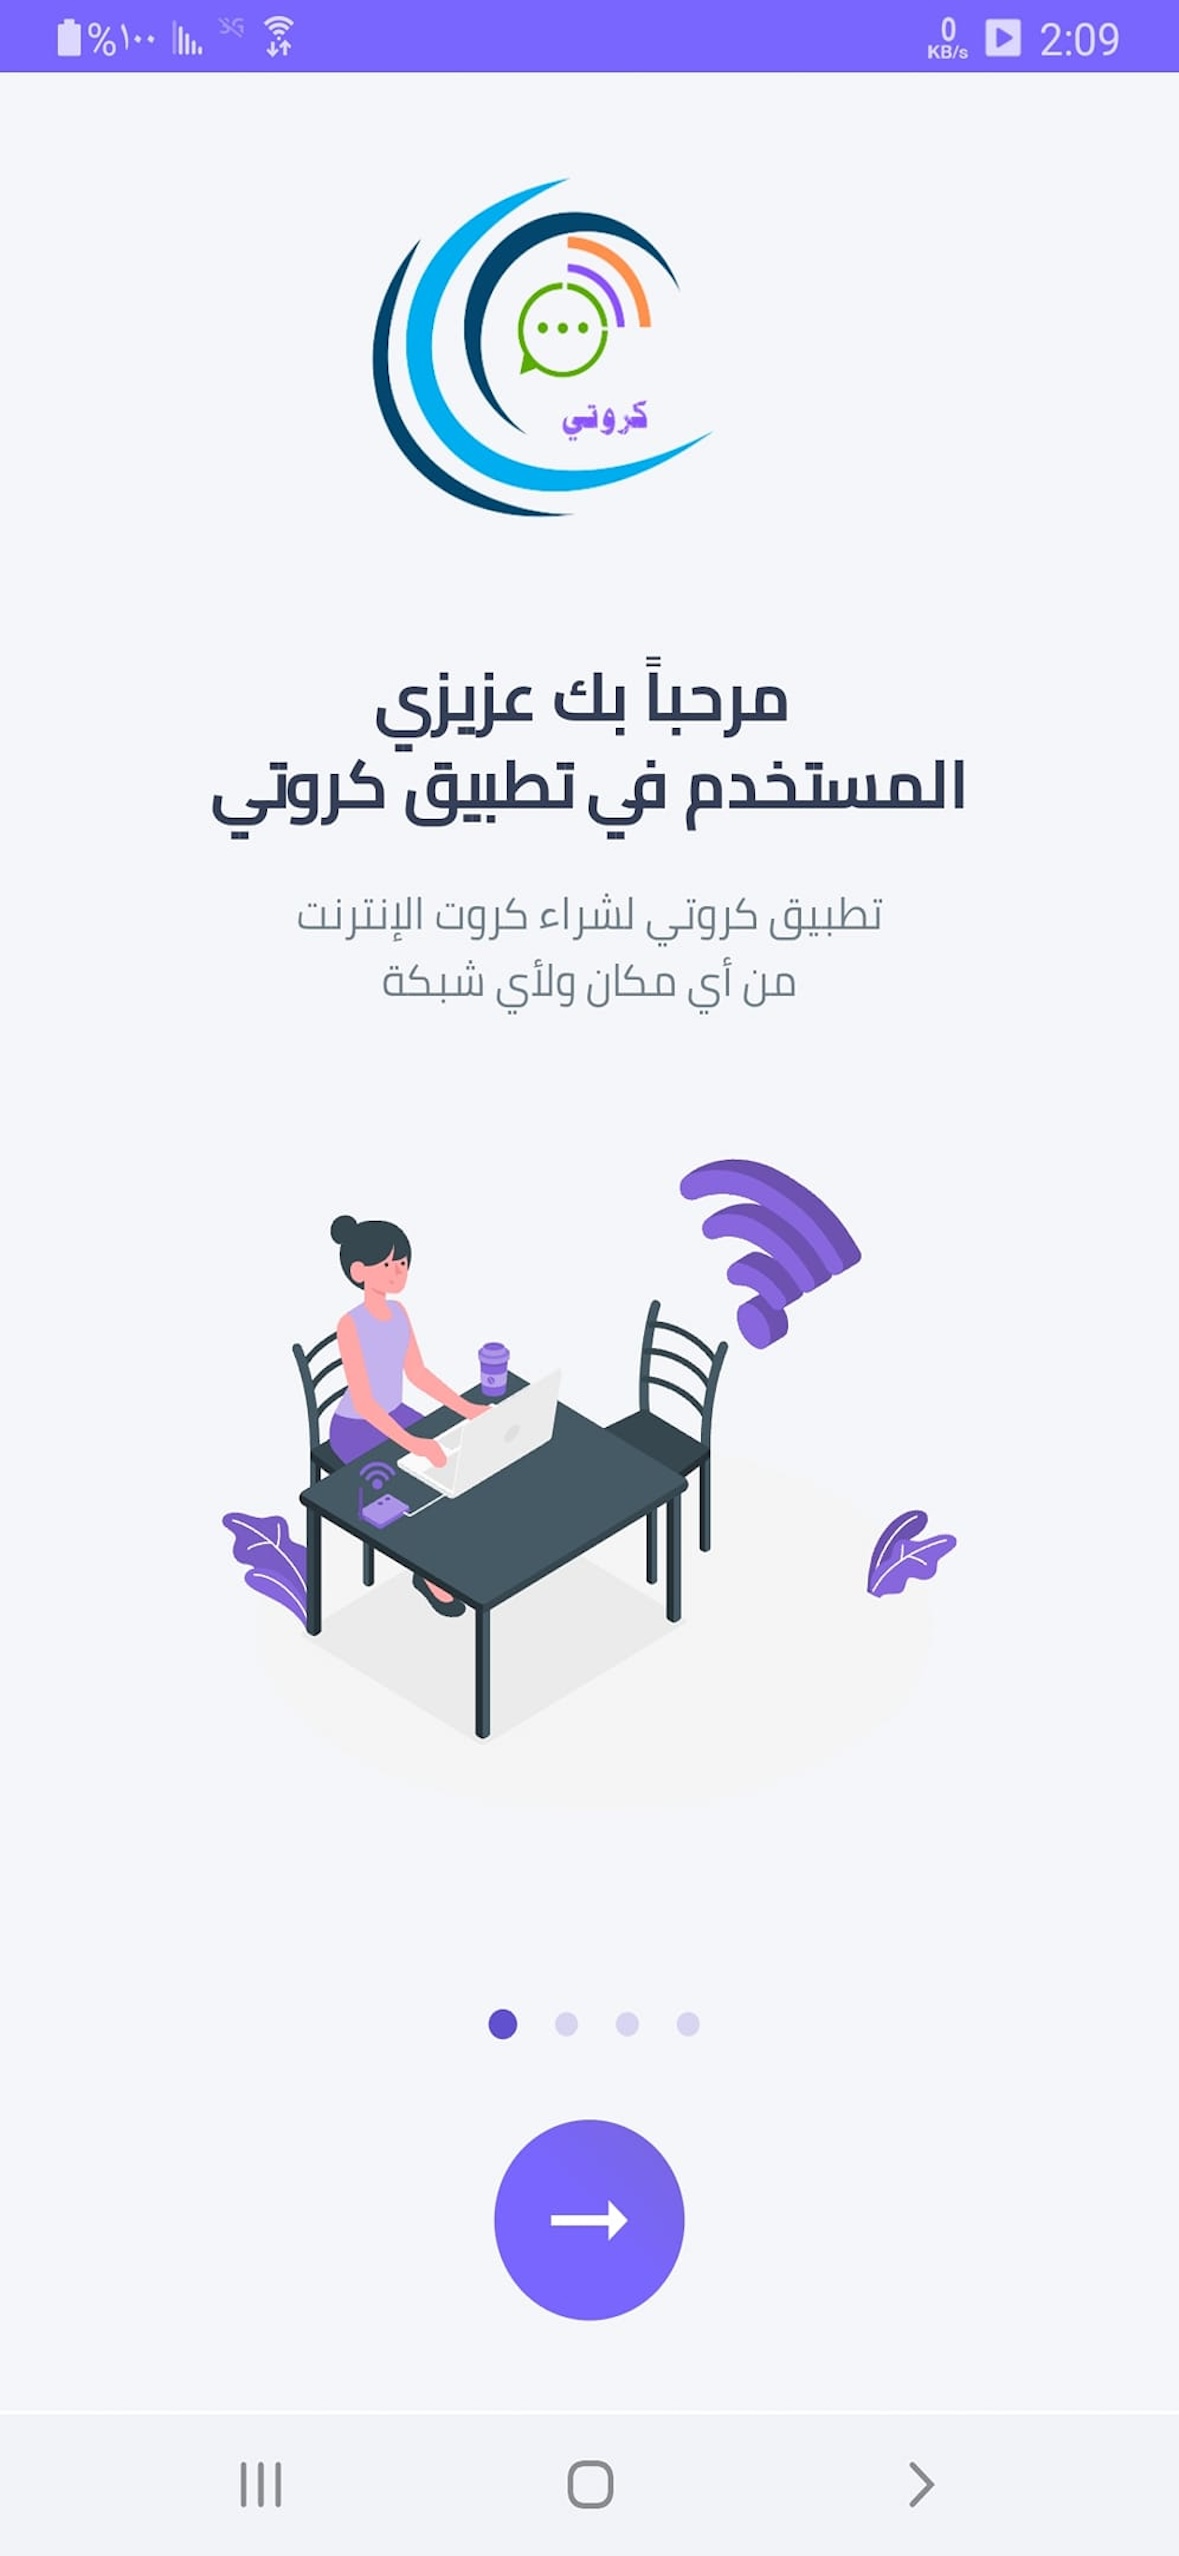 %١٠٠
3G
0
KB/s
2:09
كروتي
مرحباً بك عزيزي
المستخدم في تطبيق كروتي
تطبيق كروتي لشراء كروت الإنترنت
من أي مكان ولأي شبكة